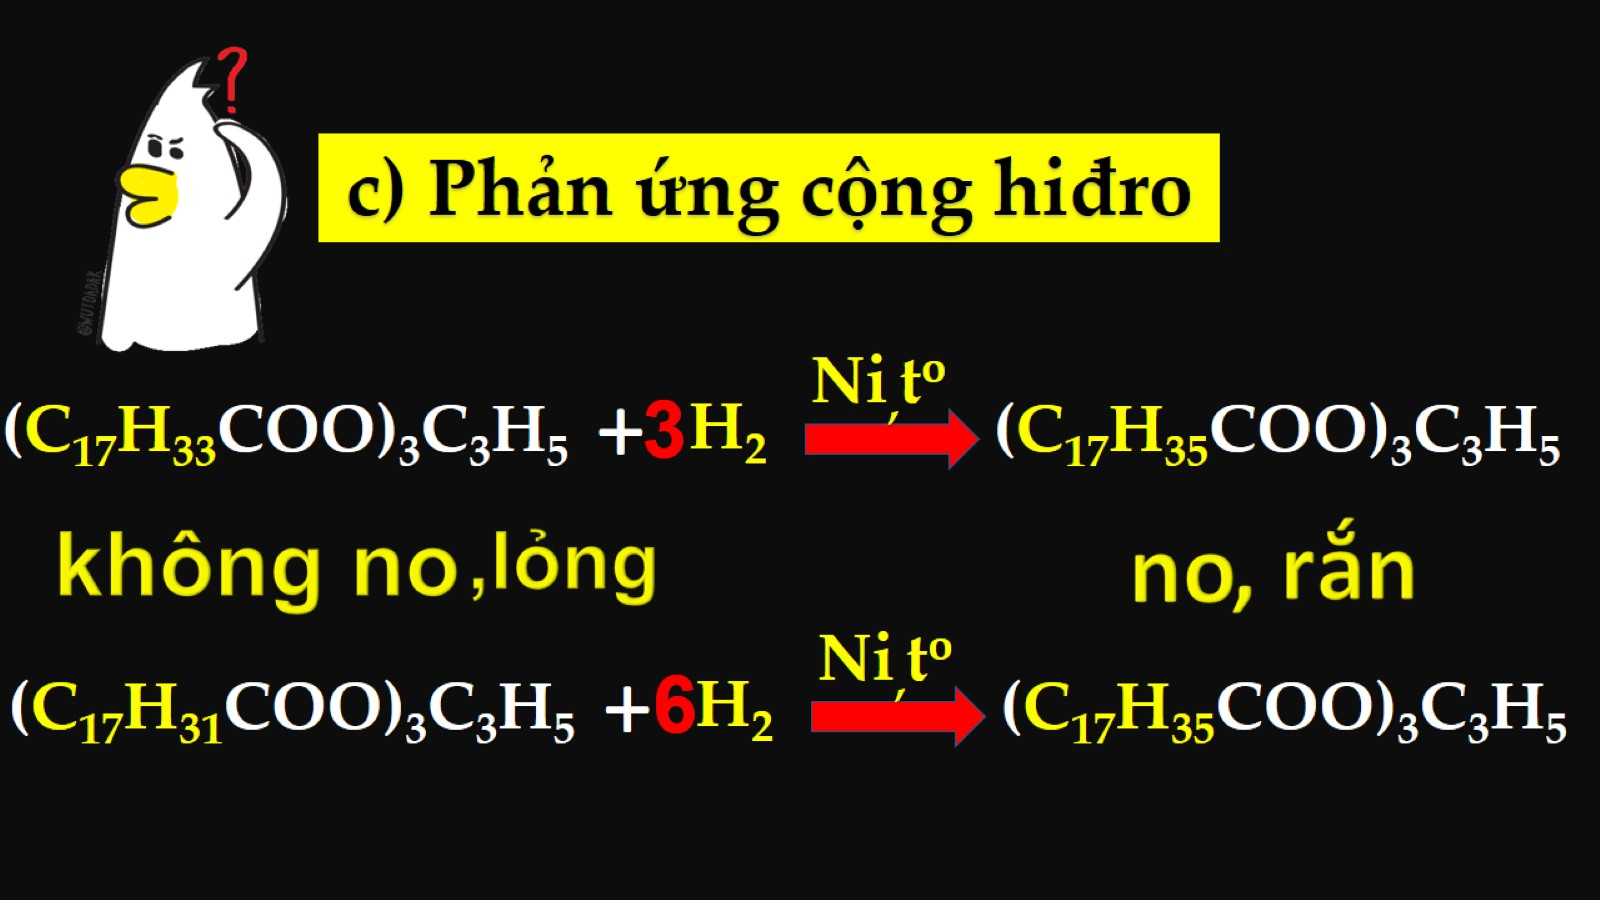 ?
c) Phản ứng cộng hiđro
@WUTDADAK
Ni,tº
(C₁₇H₃₃COO)₃C₃H₅ +3H₂ (C₁₇H₃₅COO)₃C₃H₅
không no,lỏng no, rắn
Ni,tº
(C₁₇H₃₁COO)₃C₃H₅ +6H₂ (C₁₇H₃₅COO)₃C₃H₅